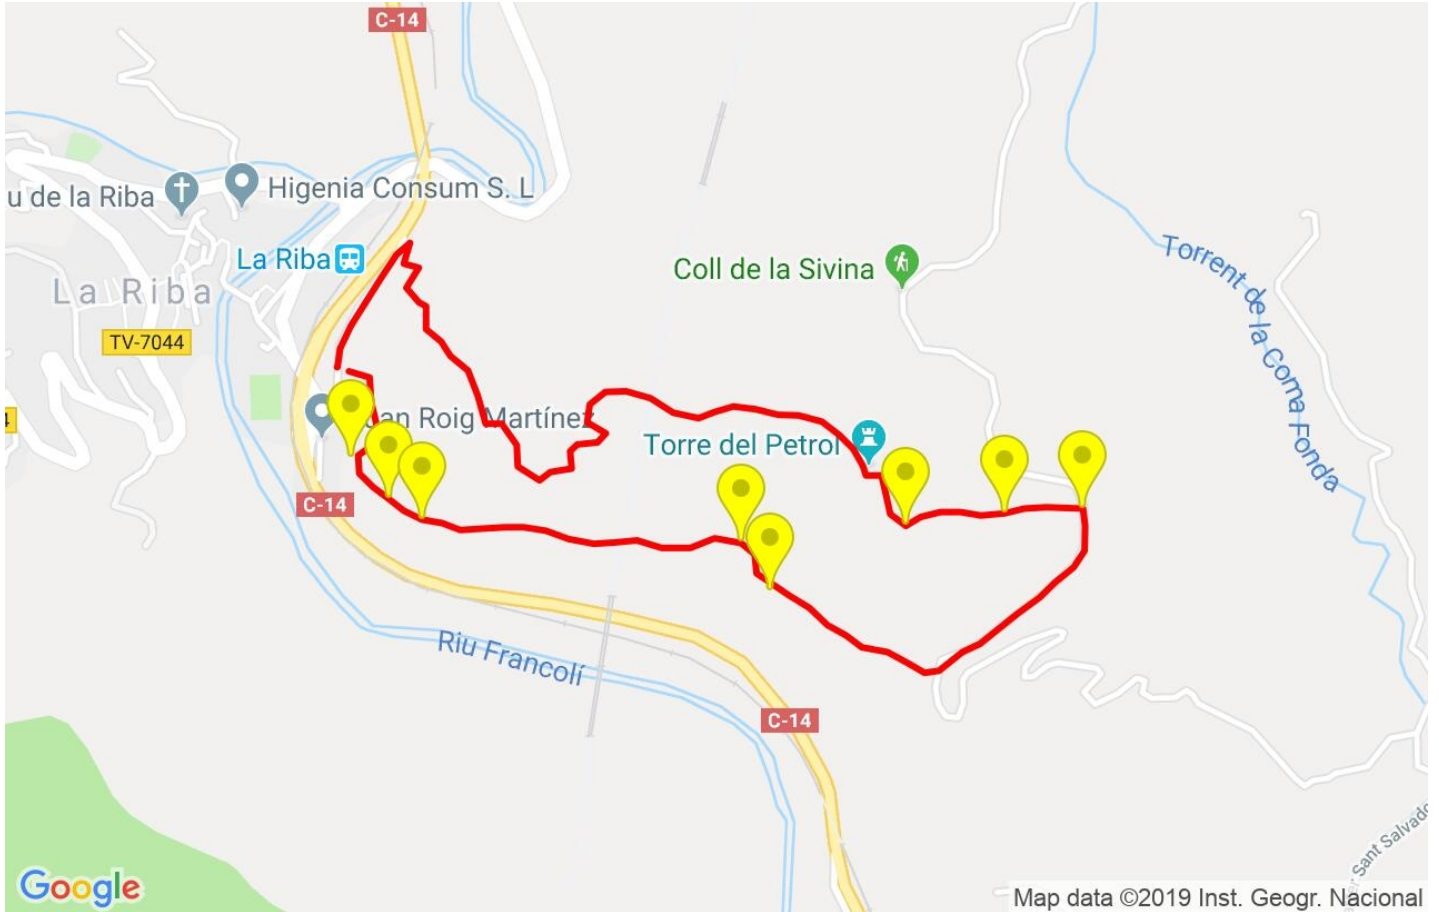 C-14
u de la Riba
Higenia Consum S. L
La Riba
La Riba
TV-7044
Coll de la Sivina
Torrent de la Coma Fonda
an Roig Martínez
Torre del Petrol
C-14
Riu Francolí
C-14
Sant Salvado
Google
Map data ©2019 Inst. Geogr. Nacional